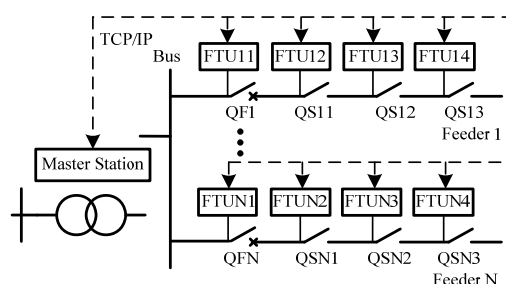 TCP/IP
Bus
FTU11 FTU12 FTU13 FTU14
QF1 QS11 QS12 QS13
Feeder 1
Master Station
FTUN1 FTUN2 FTUN3 FTUN4
QFN QSN1 QSN2 QSN3
Feeder N